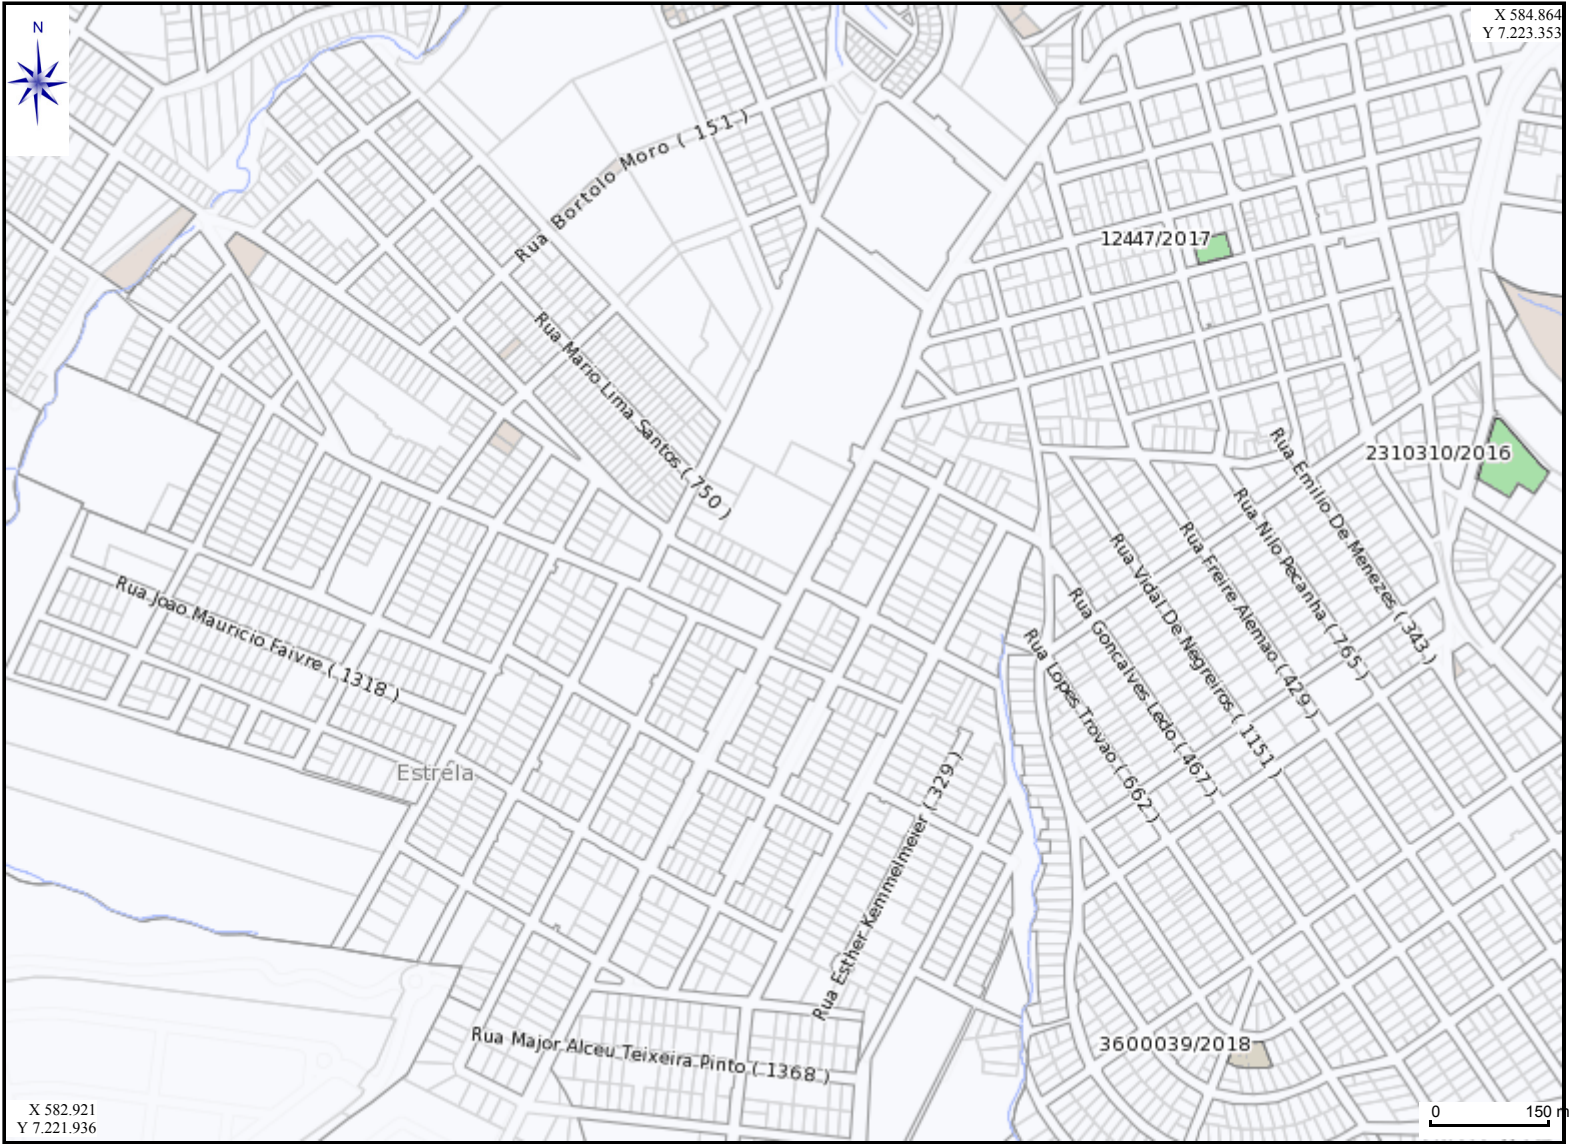 N
X 584.864
Y 7.223.353
Rua Bortolo Moro ( 151 )
12447/2017
Rua Mario Lima Santos ( 750 )
2310310/2016
Rua Emilio De Menezes ( 343 )
Rua Nilo Pecanha ( 765 )
Rua Freire Alemao ( 429 )
Rua Vidal De Negreiros ( 1151 )
Rua Goncalves Ledo ( 467 )
Rua Lopes Trovao ( 662 )
Rua Joao Mauricio Faivre ( 1318 )
Estrela
Rua Esther Kemmelmeier ( 329 )
Rua Major Alceu Teixeira Pinto ( 1368 )
3600039/2018
X 582.921
Y 7.221.936
0 150 m